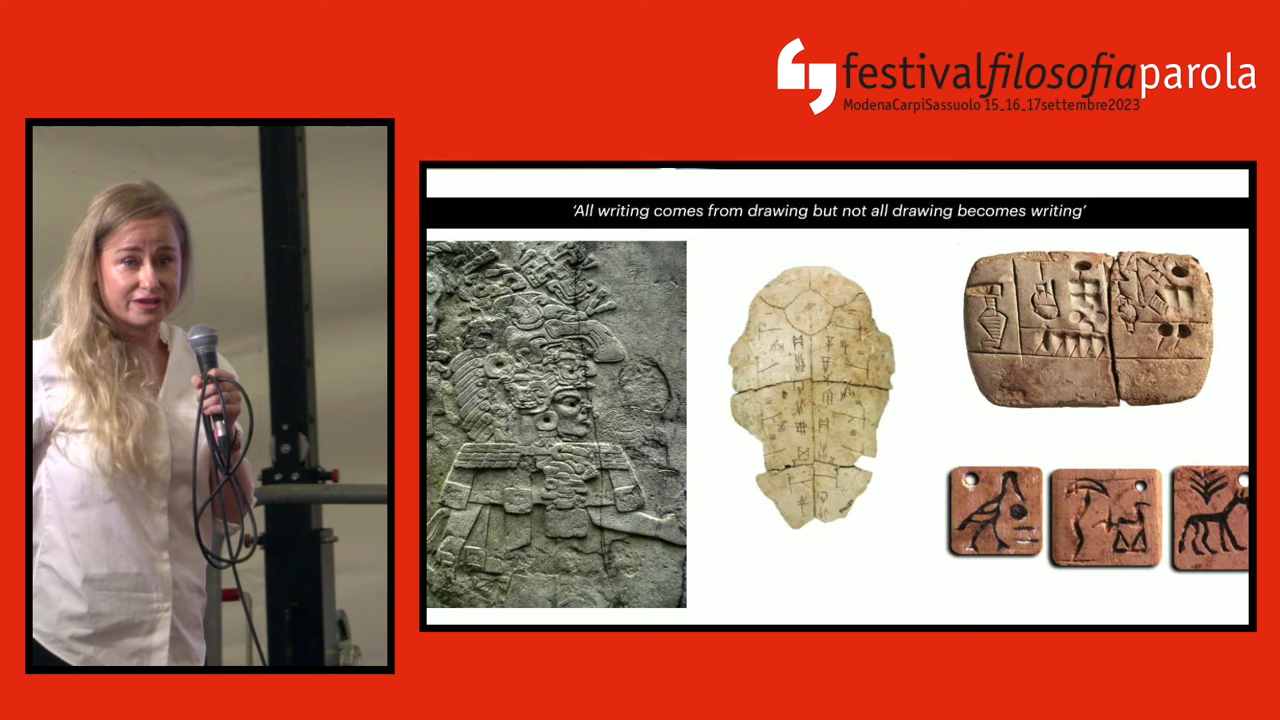 festivalfilosofiaparola
ModenaCarpiSassuolo 15_16_17settembre2023
‘All writing comes from drawing but not all drawing becomes writing’